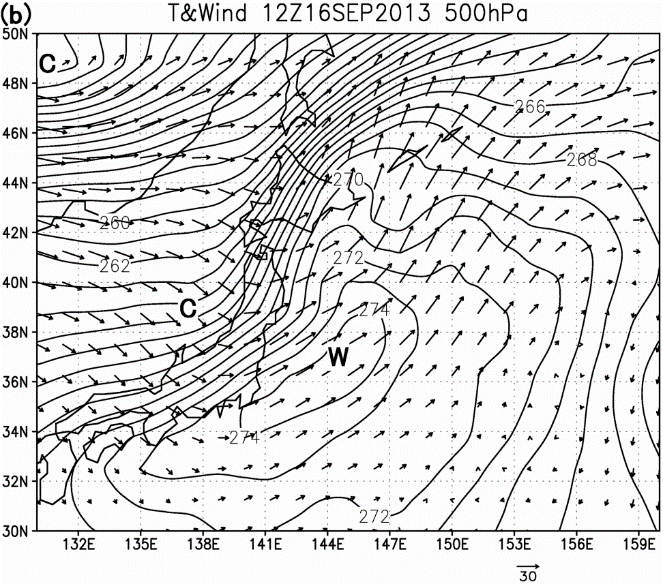 (b) T&Wind 12Z16SEP2013 500hPa
50N
C
48N
266
46N
268
44N
270
260
42N
272
262
40N
C
274
38N
W
36N
34N
274
32N
272
30N
132E 135E 138E 141E 144E 147E 150E 153E 156E 159E
30